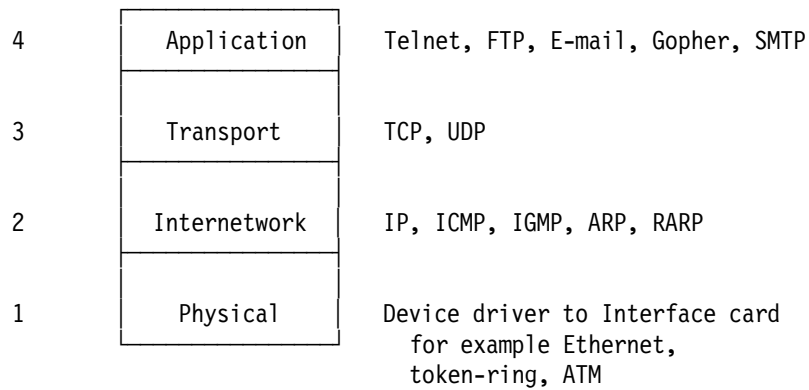 4 Application Telnet, FTP, E-mail, Gopher, SMTP
3 Transport TCP, UDP
2 Internetwork IP, ICMP, IGMP, ARP, RARP
1 Physical Device driver to Interface card
for example Ethernet,
token-ring, ATM